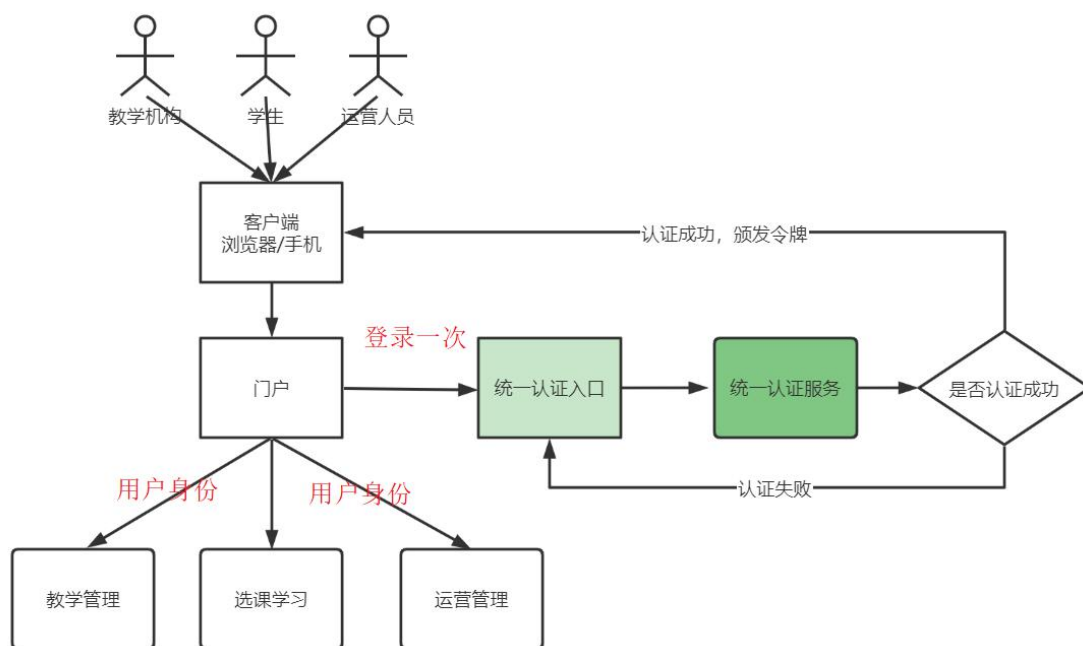 教学机构
学生
运营人员
客户端
浏览器/手机
认证成功，颁发令牌
登录一次
门户
统一认证入口
统一认证服务
是否认证成功
用户身份
用户身份
认证失败
教学管理
选课学习
运营管理